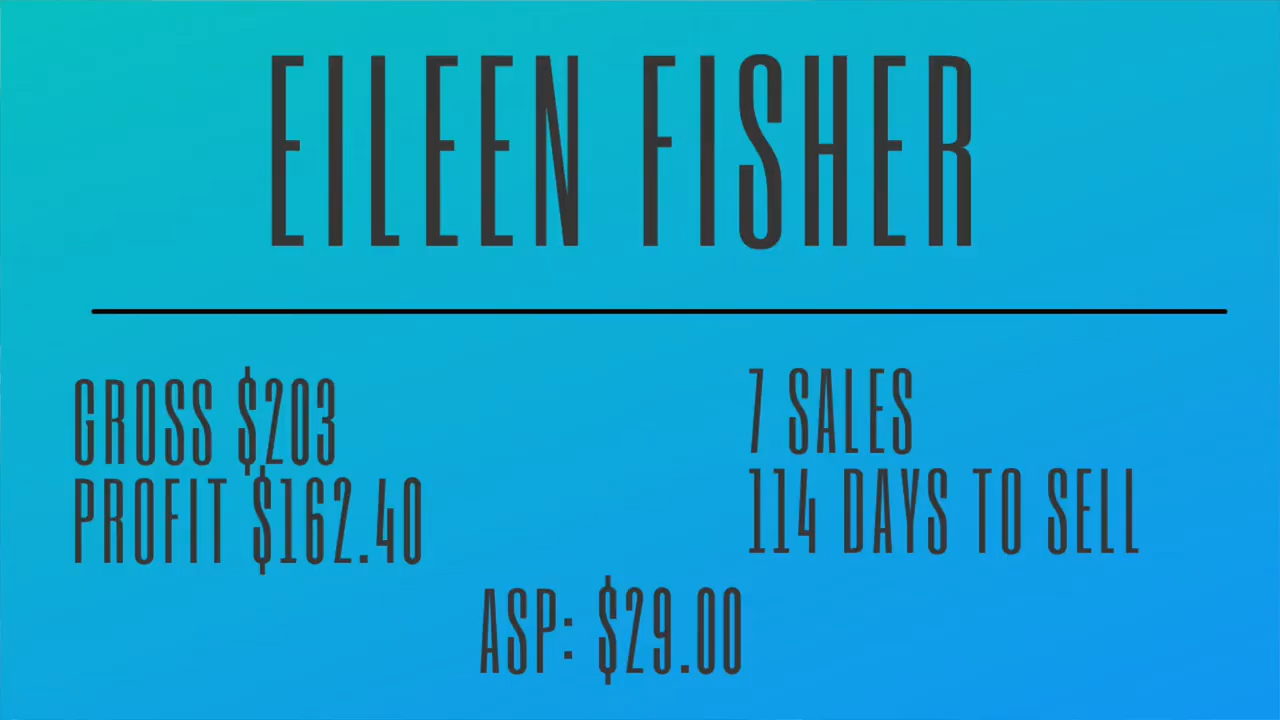 EILEEN FISHER
GROSS $203
PROFIT $162.40
7 SALES
114 DAYS TO SELL
ASP: $29.00